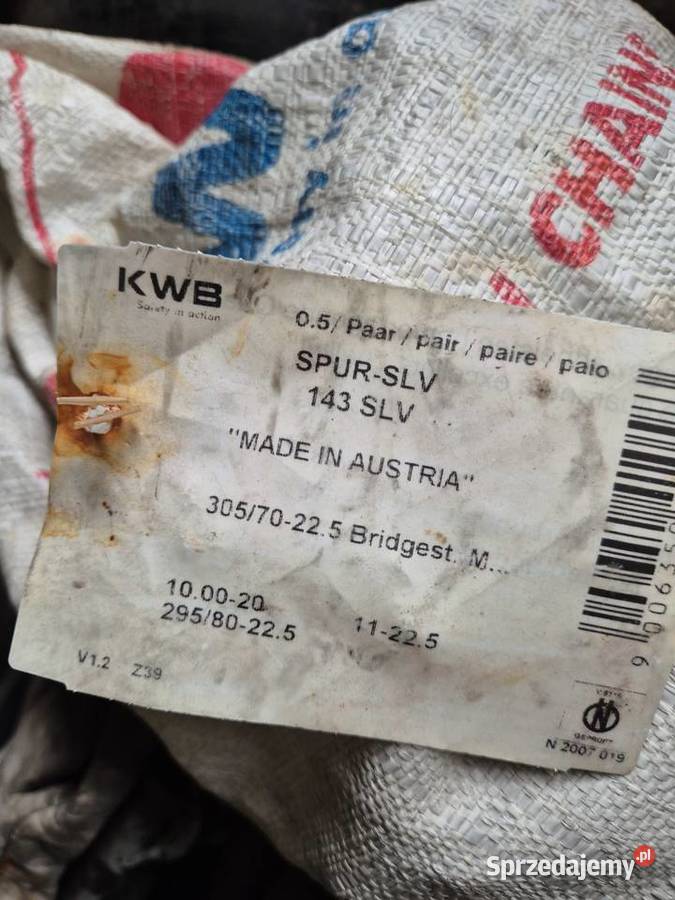 CHAIN
KWB
Safety in action
0.5/ Paar / pair / paire / paio
SPUR-SLV
143 SLV
"MADE IN AUSTRIA"
305/70-22.5 Bridgest. M...
10.00-20
295/80-22.5 11-22.5
V1.2 Z39
GEPRÜFT
N 2007 019
Sprzedajemy.pl